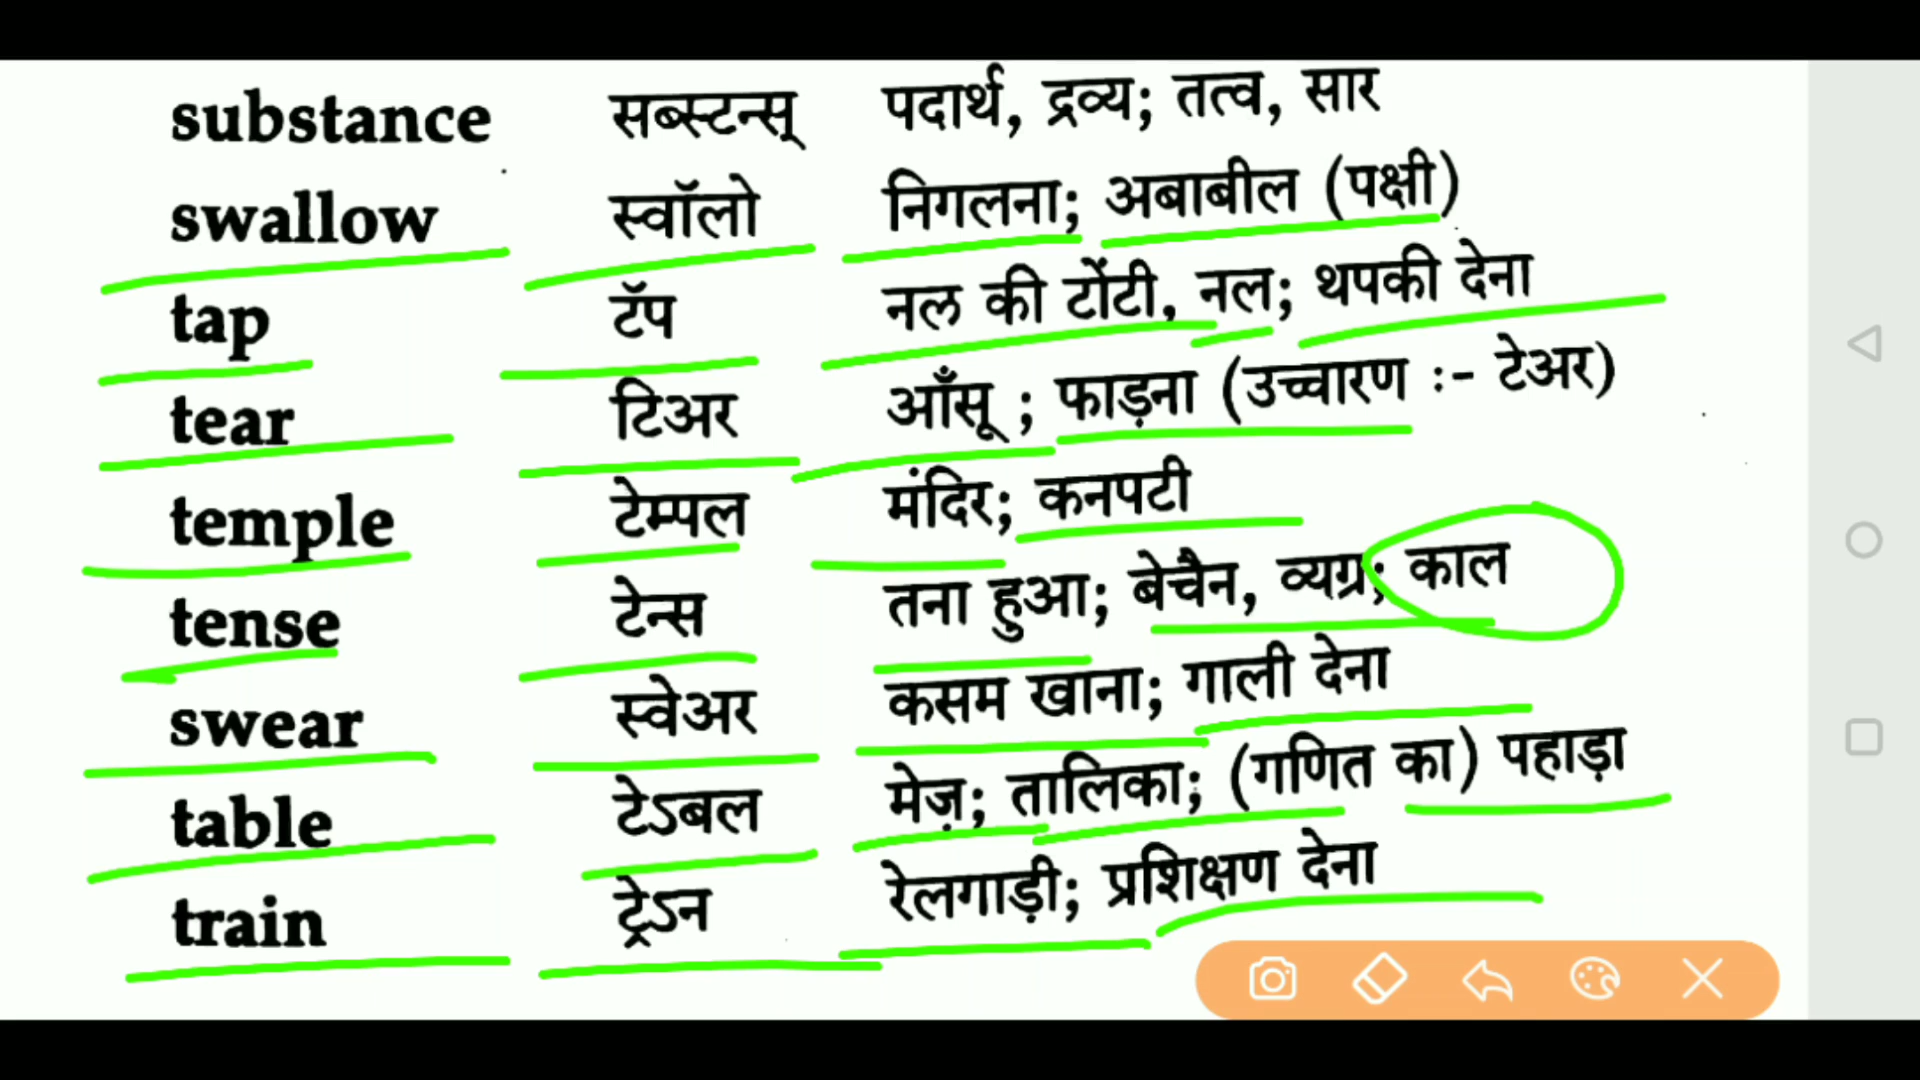 substance सब्स्टन्स् पदार्थ, द्रव्य; तत्व, सार
swallow स्वॉलो निगलना; अबाबील (पक्षी)
tap टॅप नल की टोंटी, नल; थपकी देना
tear टिअर आँसू ; फाड़ना (उच्चारण :- टेअर)
temple टेम्पल मंदिर; कनपटी
tense टेन्स तना हुआ; बेचैन, व्यग्र; काल
swear स्वेअर कसम खाना; गाली देना
table टेऽबल मेज़; तालिका; (गणित का) पहाड़ा
train ट्रेऽन रेलगाड़ी; प्रशिक्षण देना